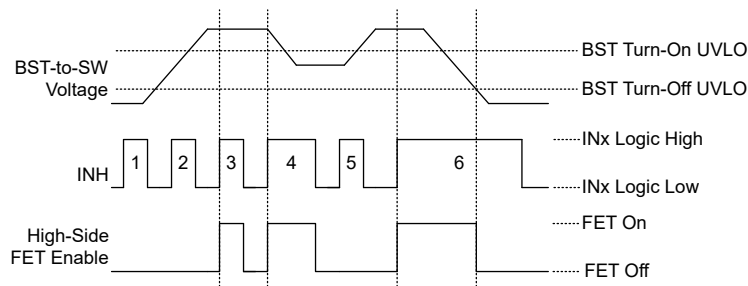 BST Turn-On UVLO
BST-to-SW
Voltage
BST Turn-Off UVLO
INx Logic High
1 2 3 4 5 6
INH
INx Logic Low
FET On
High-Side
FET Enable
FET Off